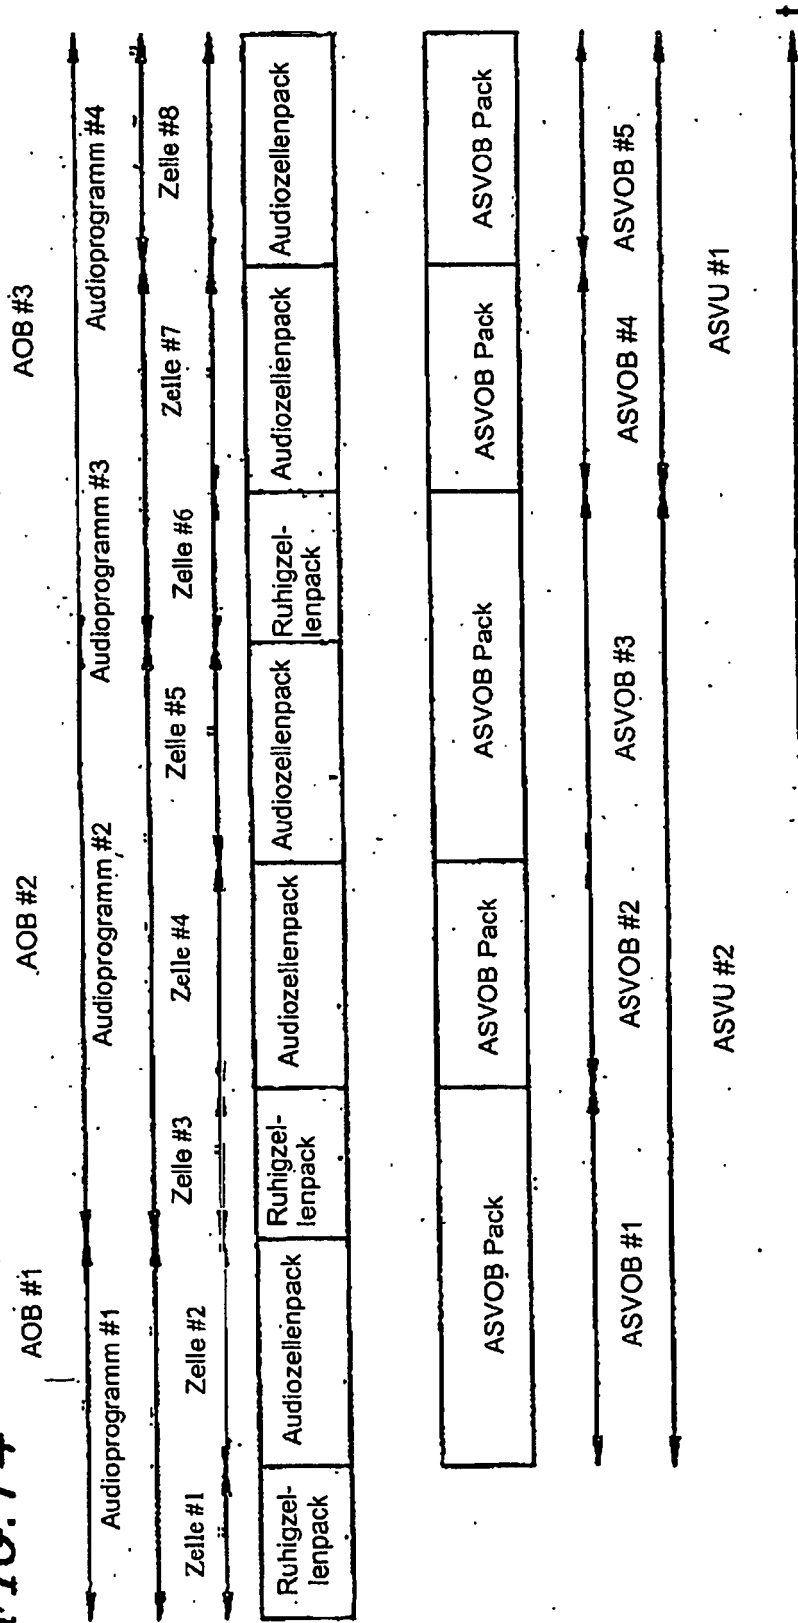 AOB #1 AOB #2 AOB #3
Audioprogramm #1 Audioprogramm #2 Audioprogramm #3 Audioprogramm #4
Zelle #1 Zelle #2 Zelle #3 Zelle #4 Zelle #5 Zelle #6 Zelle #7 Zelle #8
Ruhigzel-
lenpack
Audiozellenpack
Ruhigzel-
lenpack
Audiozellenpack
Audiozellenpack
Ruhigzel-
lenpack
Audiozellenpack
Audiozellenpack
ASVOB Pack ASVOB Pack ASVOB Pack ASVOB Pack ASVOB Pack
ASVOB #1 ASVOB #2 ASVOB #3 ASVOB #4 ASVOB #5
ASVU #2 ASVU #1
t